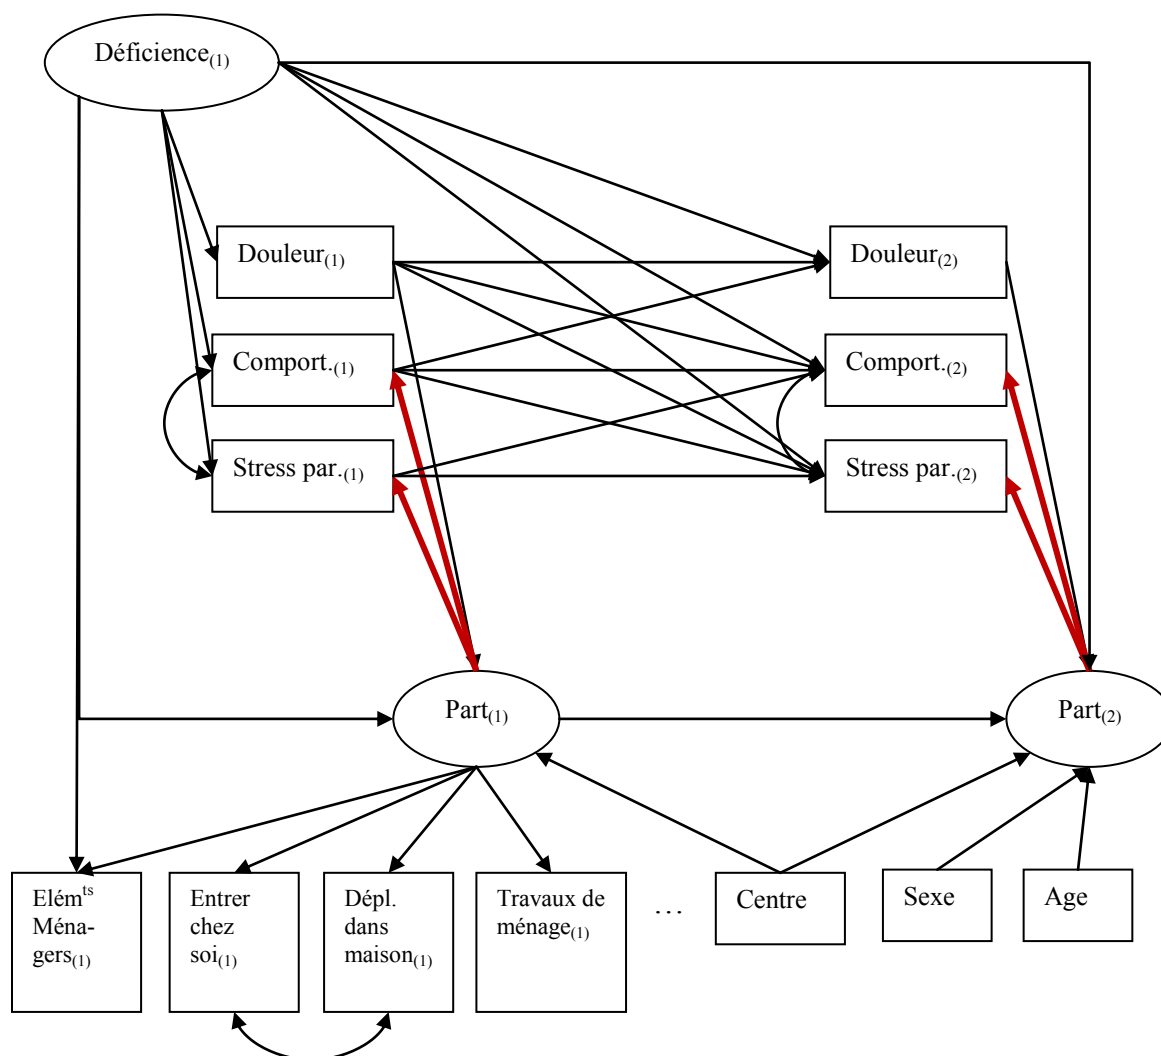 Déficience(1)
Douleur(1)
Douleur(2)
Comport.(1)
Comport.(2)
Stress par.(1)
Stress par.(2)
Part(1)
Part(2)
Elémts
Ména-
gers(1)
Entrer
chez
soi(1)
Dépl.
dans
maison(1)
Travaux de
ménage(1)
…
Centre
Sexe
Age